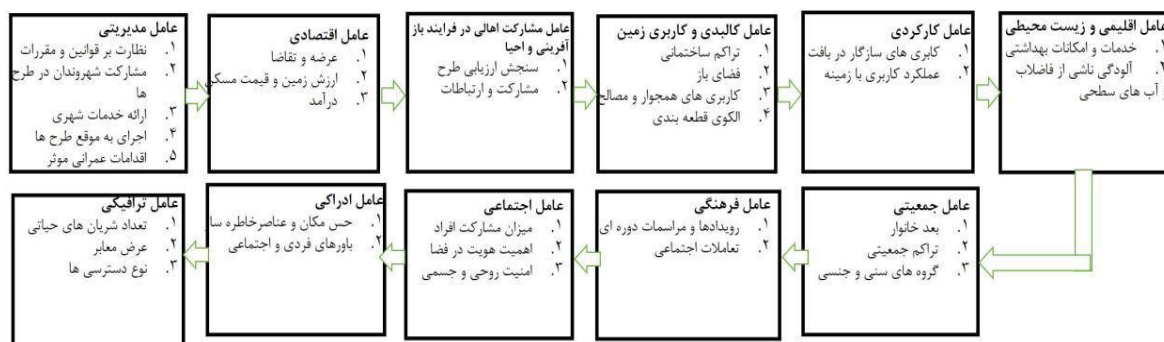 عامل مدیریتی
۱. نظارت بر قوانین و مقررات
۲. مشارکت شهروندان در طرح
ها
۳. ارائه خدمات شهری
۴. اجرای به موقع طرح ها
۵. اقدامات عمرانی موثر
عامل اقتصادی
۱. عرضه و تقاضا
۲. ارزش زمین و قیمت مسکن
۳. درآمد
عامل مشارکت اهالی در فرایند باز
آفرینی و احیا
۱. سنجش ارزیابی طرح
۲. مشارکت و ارتباطات
عامل کالبدی و کاربری زمین
۱. تراکم ساختمانی
۲. فضای باز
۳. کاربری های همجوار و مصالح
۴. الکوی قطعه بندی
عامل کارکردی
۱. کابری های سازگار در بافت
۲. عملکرد کاربری با زمینه
عامل اقلیمی و زیست محیطی
۱. خدمات و امکانات بهداشتی
۲. آلودگی ناشی از فاضلاب
و آب های سطحی
عامل جمعیتی
۱. بعد خانوار
۲. تراکم جمعیتی
۳. گروه های سنی و جنسی
عامل فرهنگی
۱. رویدادها و مراسمات دوره ای
۲. تعاملات اجتماعی
عامل اجتماعی
۱. میزان مشارکت افراد
۲. اهمیت هویت در فضا
۳. امنیت روحی و جسمی
عامل ادراکی
۱. حس مکان و عناصرخاطره سا
۲. باورهای فردی و اجتماعی
عامل ترافیکی
۱. تعداد شریان های حیاتی
۲. عرض معابر
۳. نوع دسترسی ها